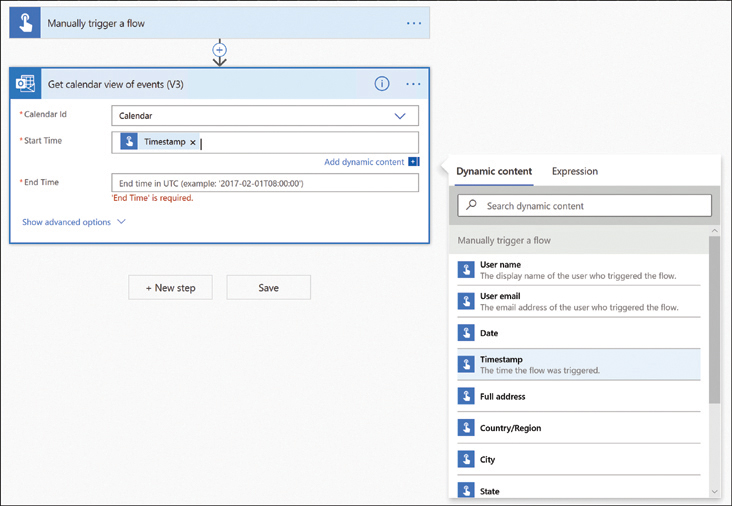 Manually trigger a flow
Get calendar view of events (V3)
*Calendar Id
Calendar
*Start Time
Timestamp ×
Add dynamic content
*End Time
End time in UTC (example: '2017-02-01T08:00:00')
'End Time' is required.
Show advanced options
+ New step
Save
Dynamic content
Expression
Search dynamic content
Manually trigger a flow
User name
The display name of the user who triggered the flow.
User email
The email address of the user who triggered the flow.
Date
Timestamp
The time the flow was triggered.
Full address
Country/Region
City
State